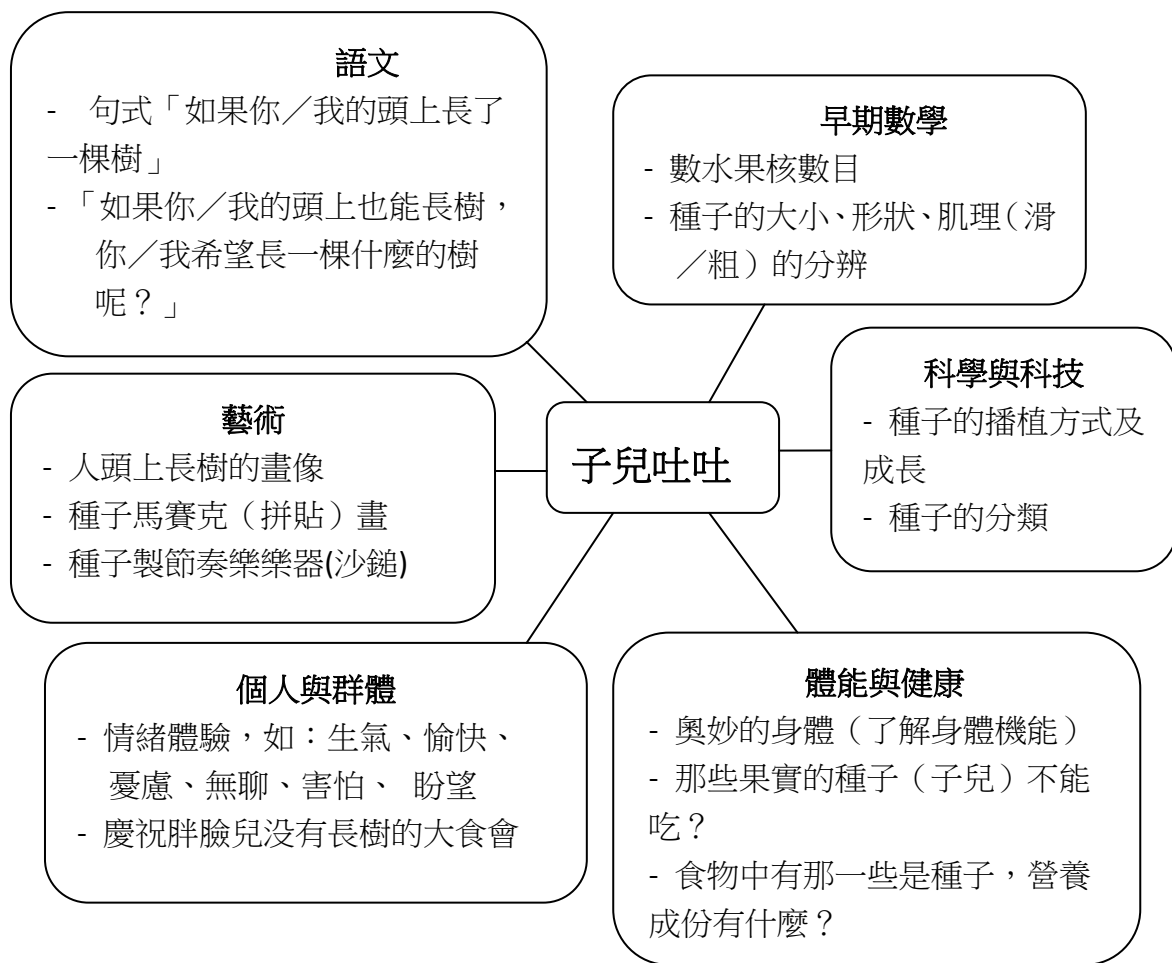 語文
- 句式「如果你／我的頭上長了
一棵樹」
- 「如果你／我的頭上也能長樹，
你／我希望長一棵什麼的樹
呢？」
早期數學
- 數水果核數目
- 種子的大小、形狀、肌理（滑
／粗）的分辨
科學與科技
- 種子的播植方式及
成長
- 種子的分類
藝術
- 人頭上長樹的畫像
- 種子馬賽克（拼貼）畫
- 種子製節奏樂樂器(沙鎚)
子兒吐吐
個人與群體
- 情緒體驗，如：生氣、愉快、
憂慮、無聊、害怕、 盼望
- 慶祝胖臉兒没有長樹的大食會
體能與健康
- 奧妙的身體（了解身體機能）
- 那些果實的種子（子兒）不能
吃？
- 食物中有那一些是種子，營養
成份有什麼？